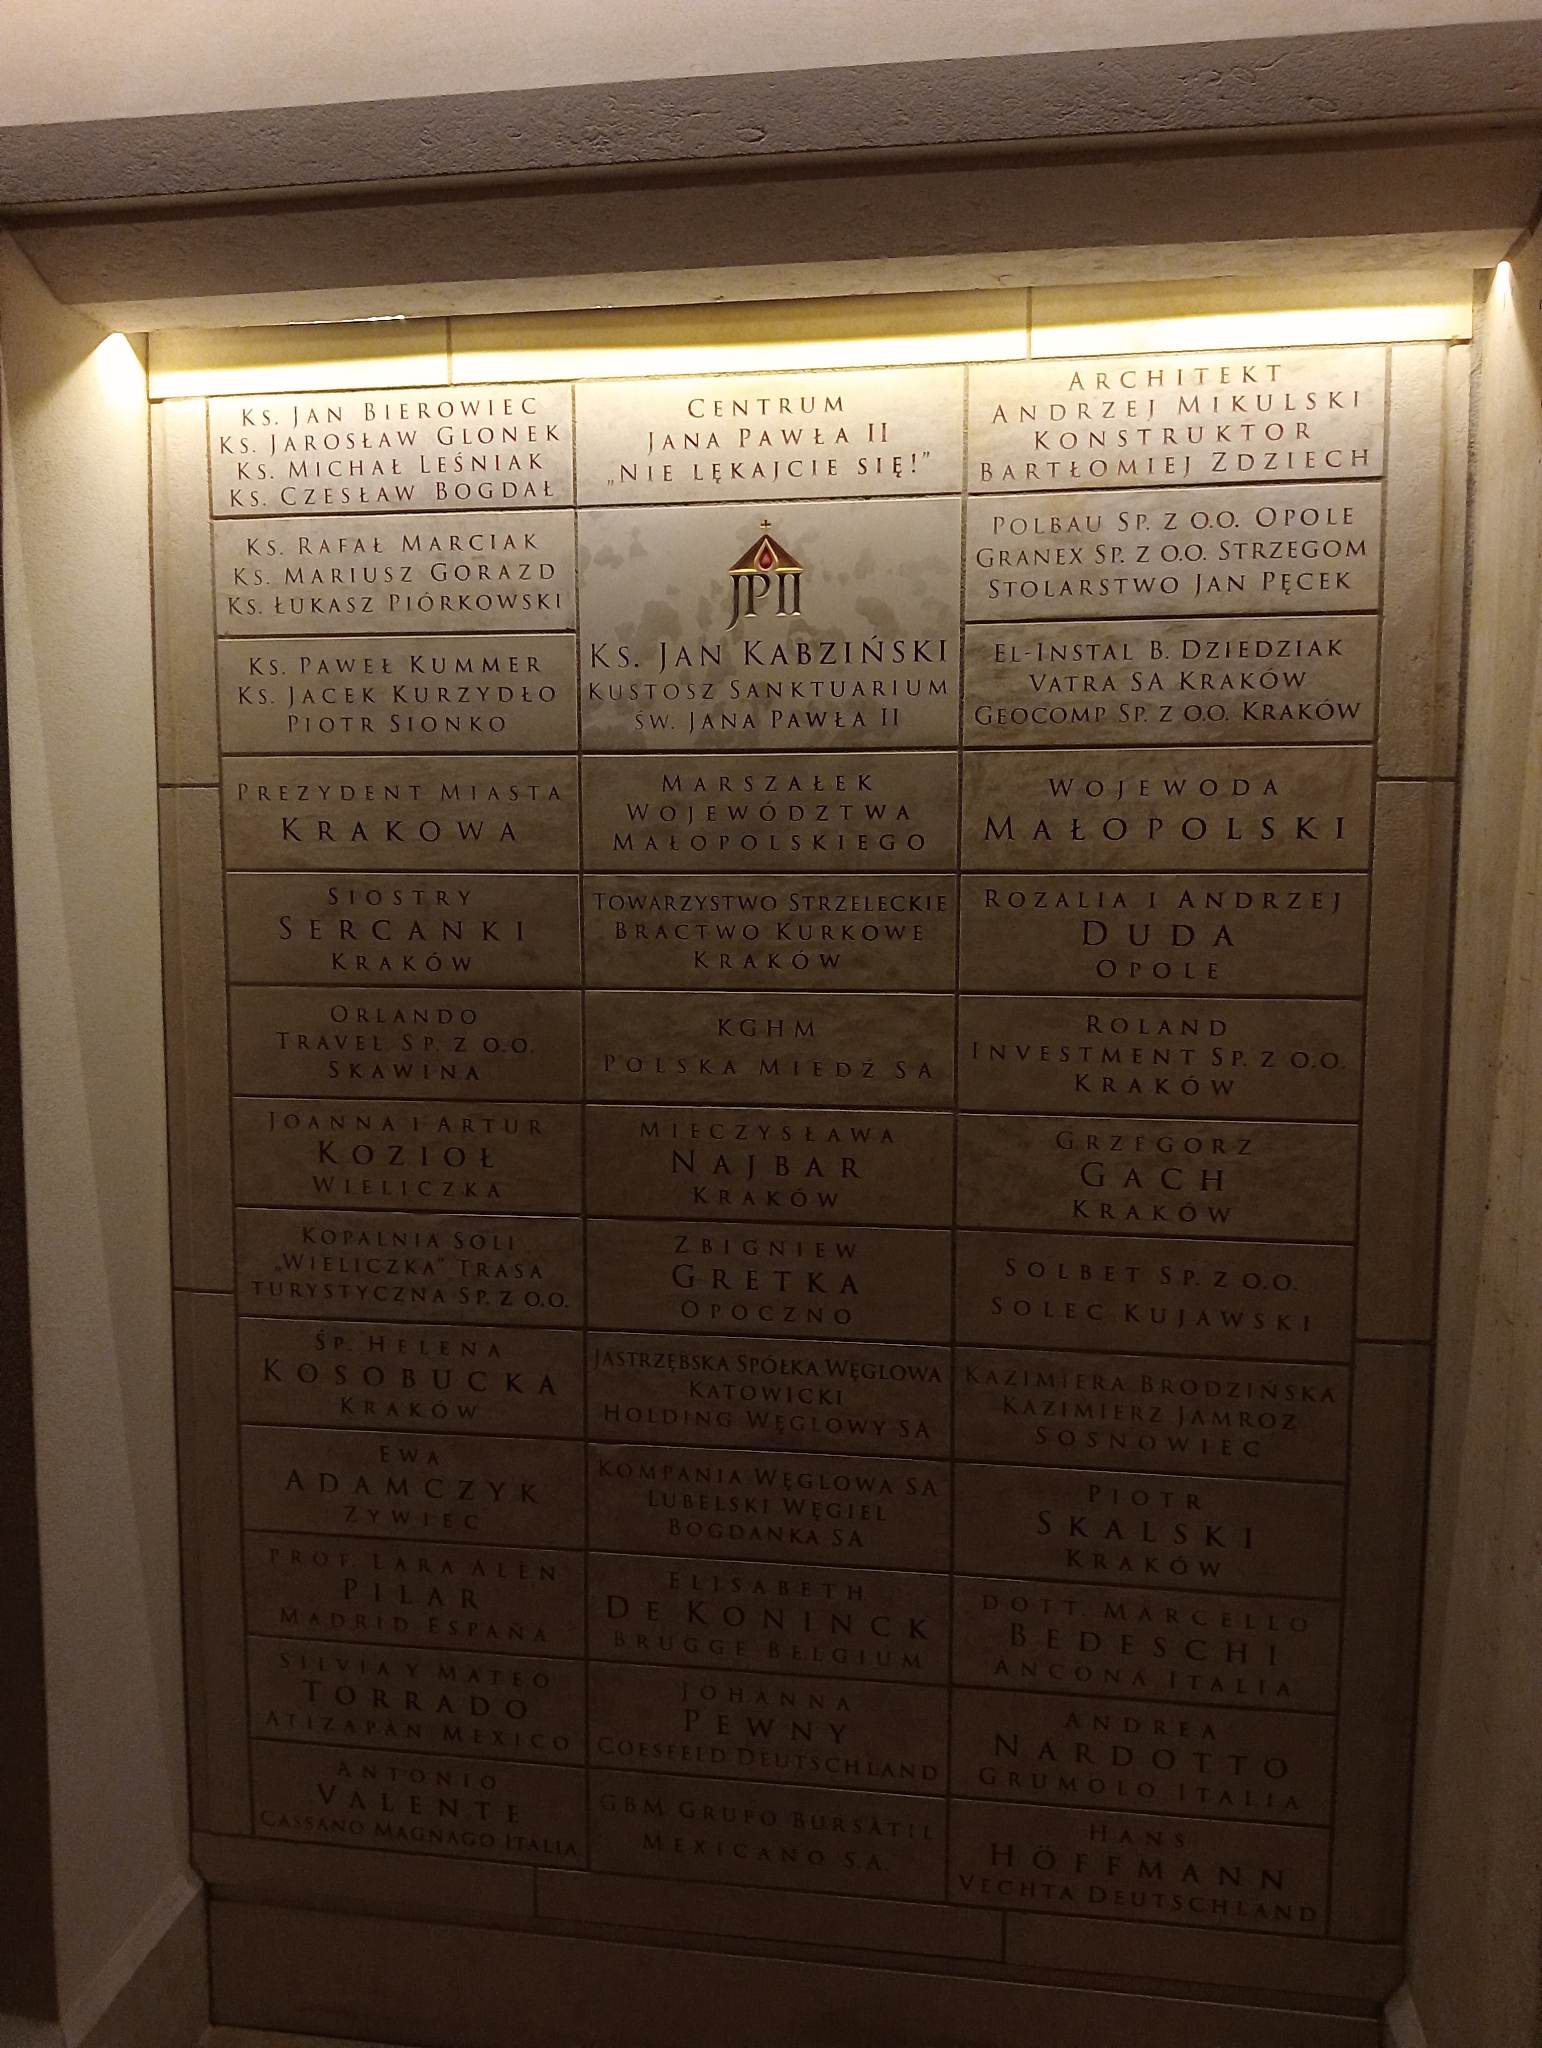 Ks. Jan Bierowiec
Ks. Jarosław Glonek
Ks. Michał Leśniak
Ks. Czesław Bogdał
Centrum
Jana Pawła II
„Nie lękajcie się!”
Architekt
Andrzej Mikulski
Konstruktor
Bartłomiej Zdziech
Ks. Rafał Marciak
Ks. Mariusz Gorazd
Ks. Łukasz Piórkowski
JPII
Ks. Jan Kabziński
Kustosz Sanktuarium
św. Jana Pawła II
Polbau Sp. z o.o. Opole
Granex Sp. z o.o. Strzegom
Stolarstwo Jan Pęcek
Ks. Paweł Kummer
Ks. Jacek Kurzydło
Piotr Sionko
El-Instal B. Dziedziak
Vatra SA Kraków
Geocomp Sp. z o.o. Kraków
Prezydent Miasta
Krakowa
Marszałek
Województwa
Małopolskiego
Wojewoda
Małopolski
Siostry
Sercanki
Kraków
Towarzystwo Strzeleckie
Bractwo Kurkowe
Kraków
Rozalia i Andrzej
Duda
Opole
Orlando
Travel Sp. z o.o.
Skawina
KGHM
Polska Miedź SA
Roland
Investment Sp. z o.o.
Kraków
Joanna i Artur
Kozioł
Wieliczka
Mieczysława
Najbar
Kraków
Grzegorz
Gach
Kraków
Kopalnia Soli
„Wieliczka” Trasa
Turystyczna Sp. z o.o.
Zbigniew
Gretka
Opoczno
Solbet Sp. z o.o.
Solec Kujawski
Śp. Helena
Kosobucka
Kraków
Jastrzębska Spółka Węglowa
Katowicki
Holding Węglowy SA
Kazimiera Brodzińska
Kazimierz Jamroz
Sosnowiec
Ewa
Adamczyk
Żywiec
Kompania Węglowa SA
Lubelski Węgiel
Bogdanka SA
Piotr
Skalski
Kraków
Prof. Lara Alèn
Pilar
Madrid España
Elisabeth
De Koninck
Brugge Belgium
Dott. Marcello
Bedeschi
Ancona Italia
Silvia y Mateo
Torrado
Atizapàn Mexico
Johanna
Pewny
Coesfeld Deutschland
Andrea
Nardotto
Grumolo Italia
Antonio
Valente
Cassano Magnago Italia
GBM Grupo Bursàtil
Mexicano S.A.
Hans
Höffmann
Vechta Deutschland